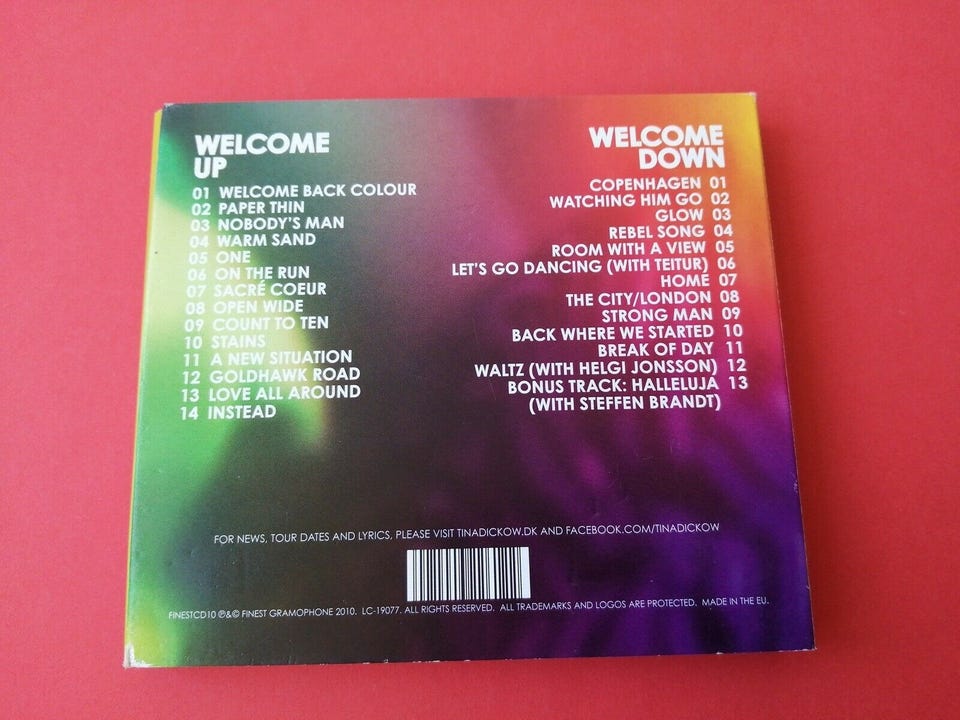 WELCOME
UP
01 WELCOME BACK COLOUR
02 PAPER THIN
03 NOBODY'S MAN
04 WARM SAND
05 ONE
06 ON THE RUN
07 SACRÉ COEUR
08 OPEN WIDE
09 COUNT TO TEN
10 STAINS
11 A NEW SITUATION
12 GOLDHAWK ROAD
13 LOVE ALL AROUND
14 INSTEAD
WELCOME
DOWN
COPENHAGEN 01
WATCHING HIM GO 02
GLOW 03
REBEL SONG 04
ROOM WITH A VIEW 05
LET'S GO DANCING (WITH TEITUR) 06
HOME 07
THE CITY/LONDON 08
STRONG MAN 09
BACK WHERE WE STARTED 10
BREAK OF DAY 11
WALTZ (WITH HELGI JONSSON) 12
BONUS TRACK: HALLELUJA 13
(WITH STEFFEN BRANDT)
FOR NEWS, TOUR DATES AND LYRICS, PLEASE VISIT TINADICKOW.DK AND FACEBOOK.COM/TINADICKOW
FINESTCD10 ℗&© FINEST GRAMOPHONE 2010. LC-19077. ALL RIGHTS RESERVED. ALL TRADEMARKS AND LOGOS ARE PROTECTED. MADE IN THE EU.